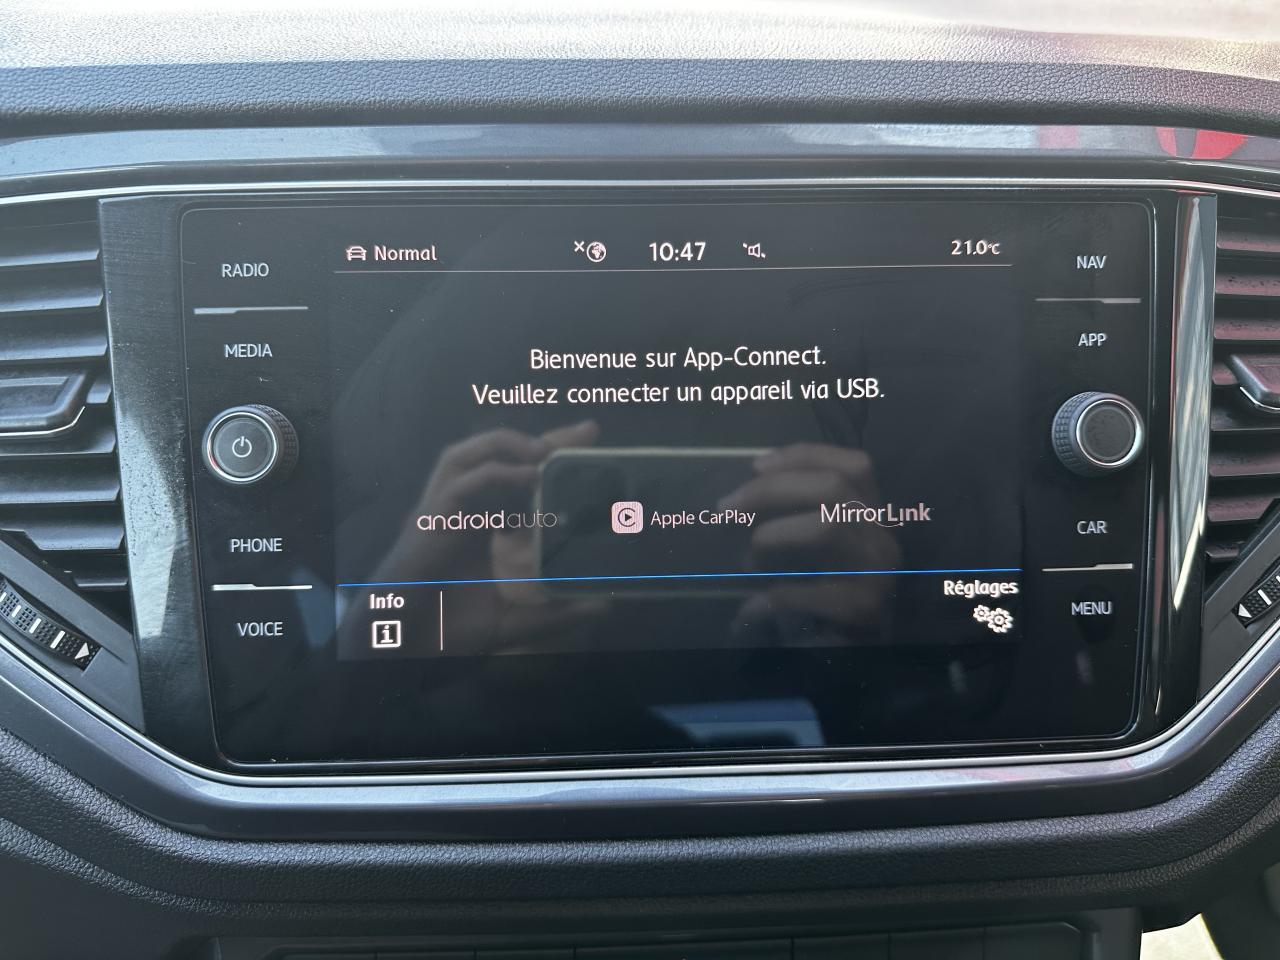 Normal 10:47 21.0°C
RADIO
MEDIA
PHONE
VOICE
Bienvenue sur App-Connect.
Veuillez connecter un appareil via USB.
androidauto Apple CarPlay MirrorLink
Info
Réglages
NAV
APP
CAR
MENU